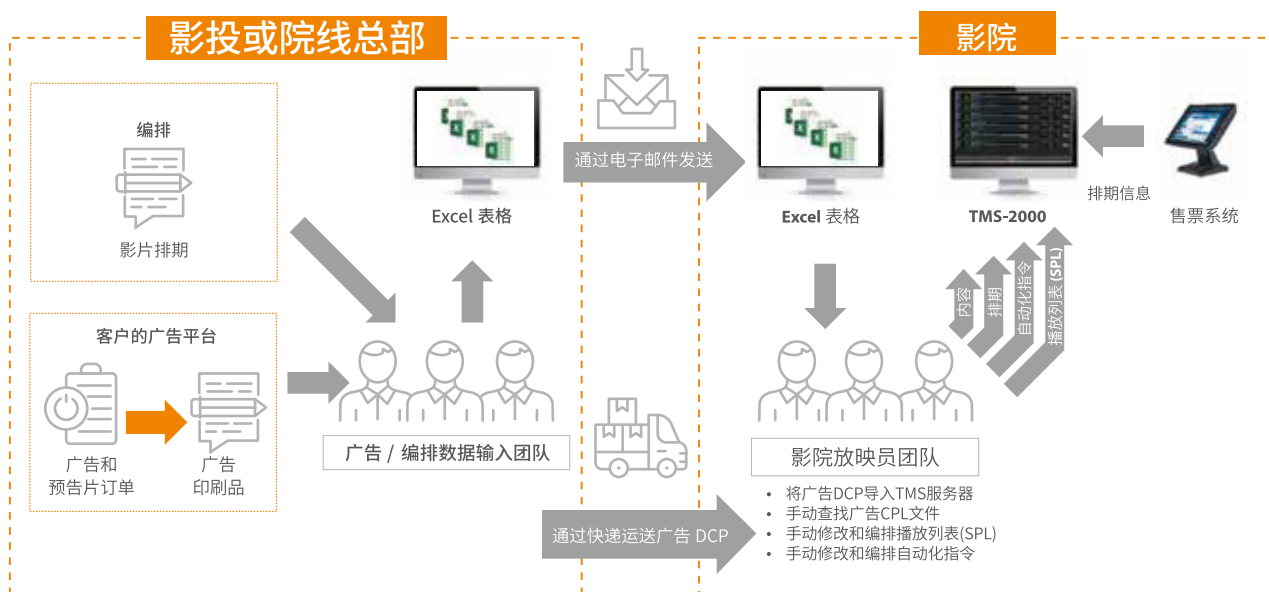 影投或院线总部
编排
影片排期
客户的广告平台
广告和
预告片订单
广告
印刷品
Excel 表格
广告 / 编排数据输入团队
通过电子邮件发送
通过快递运送广告 DCP
影院
Excel 表格
TMS-2000
排期信息
售票系统
内容
排期
自动化指令
播放列表 (SPL)
影院放映员团队
• 将广告DCP导入TMS服务器
• 手动查找广告CPL文件
• 手动修改和编排播放列表(SPL)
• 手动修改和编排自动化指令